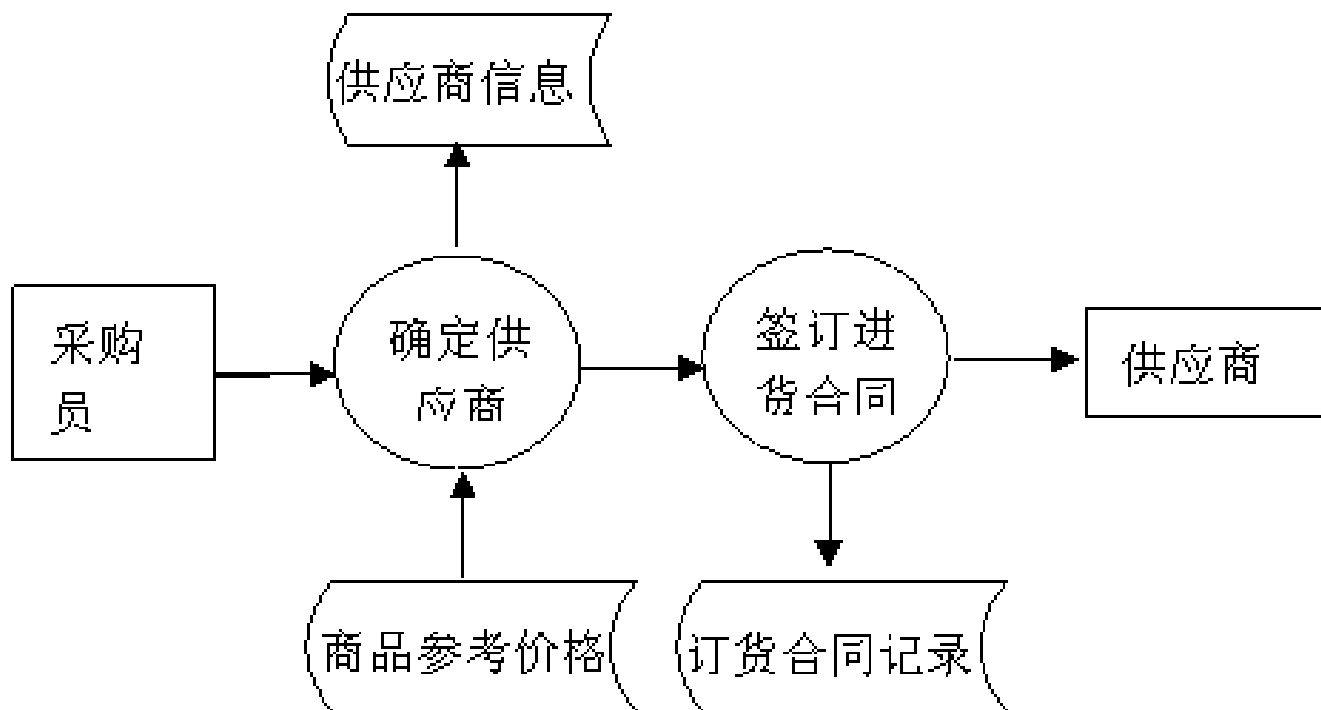 供应商信息
采购
员
确定供
应商
签订进
货合同
供应商
商品参考价格
订货合同记录